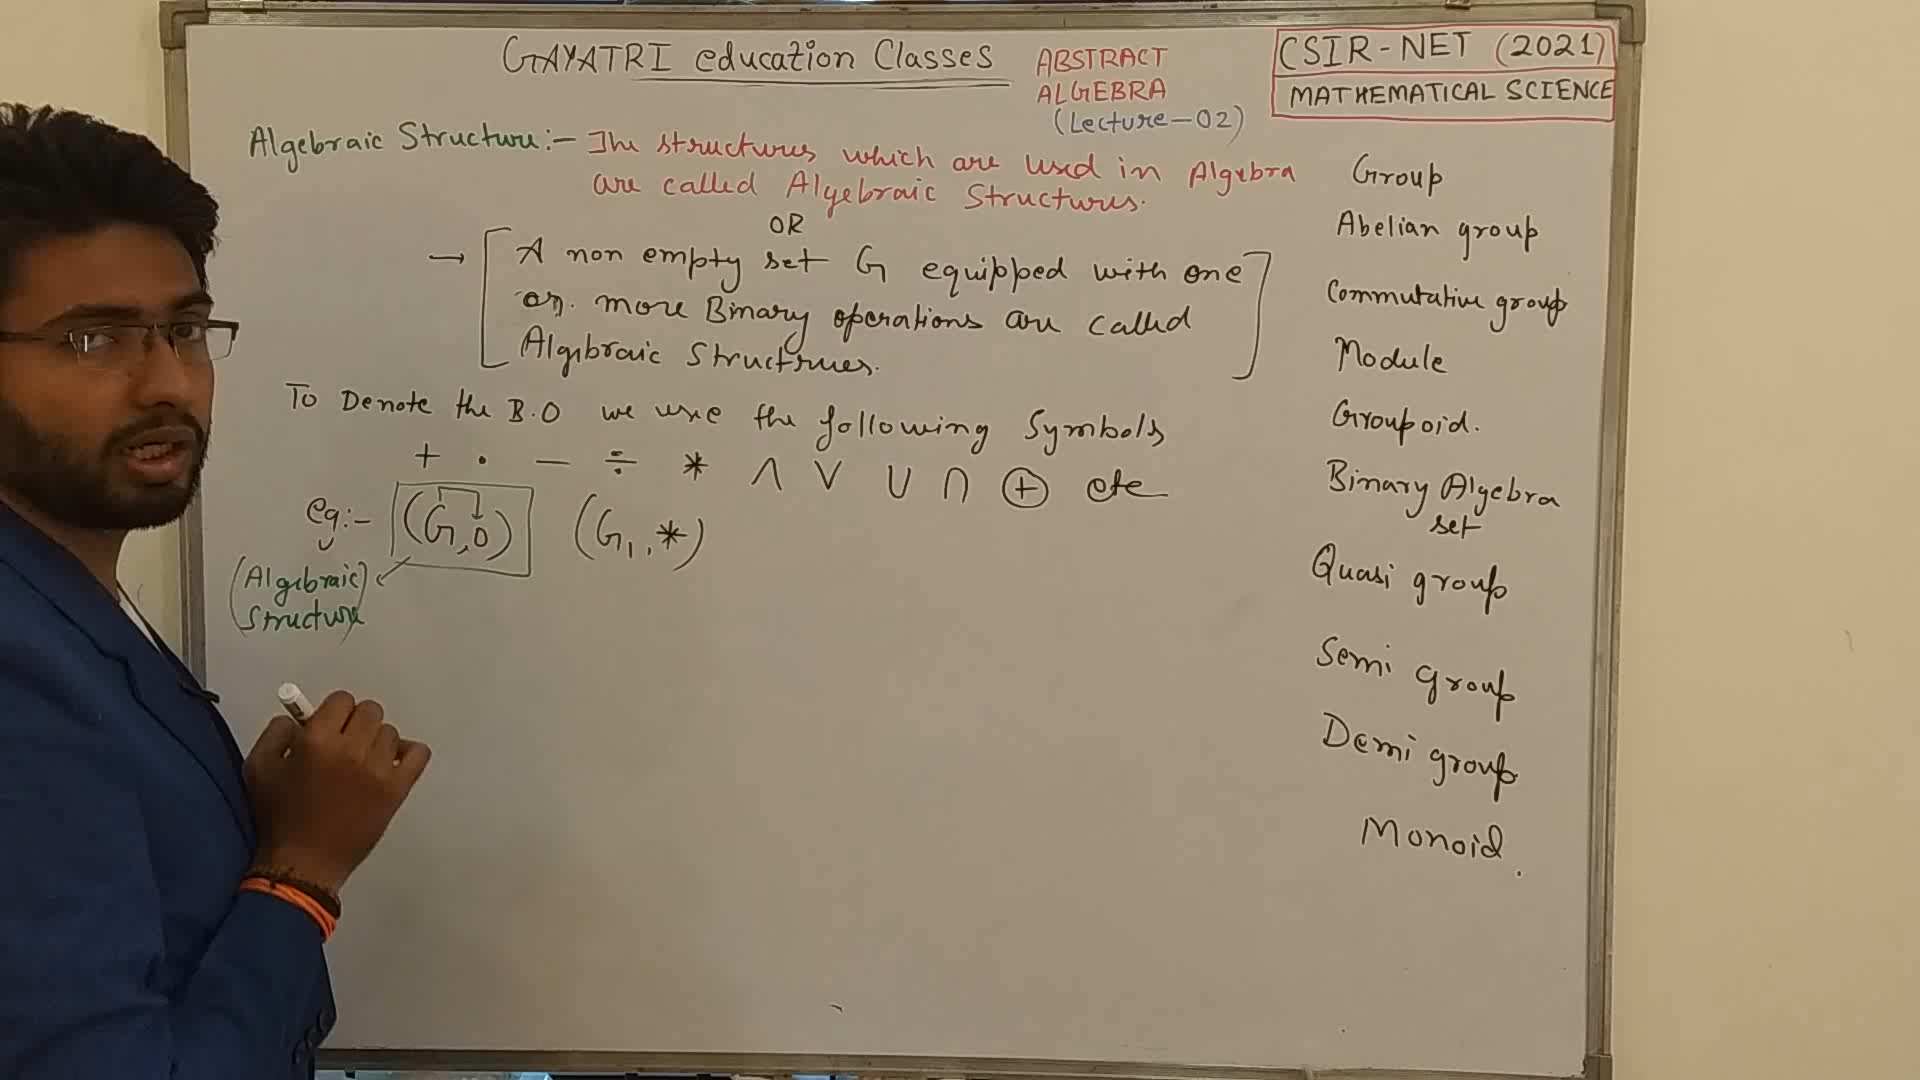 GAYATRI education Classes
ABSTRACT
ALGEBRA
(Lecture-02)
CSIR-NET (2021)
MATHEMATICAL SCIENCE
Algebraic Structure:- The structures which are used in Algebra
are called Algebraic Structures.
OR
→ [A non empty set G equipped with one
or more Binary operations are called
Algebraic Structrues.]
To Denote the B.O we use the following Symbols
+ · − ÷ * ∧ ∨ ∪ ∩ ⊕ etc
eg:- (G,o) (G1,*)
(Algebraic
Structure)
Group
Abelian group
Commutative group
Module
Groupoid.
Binary Algebra
set
Quasi group
Semi group
Demi group
Monoid.